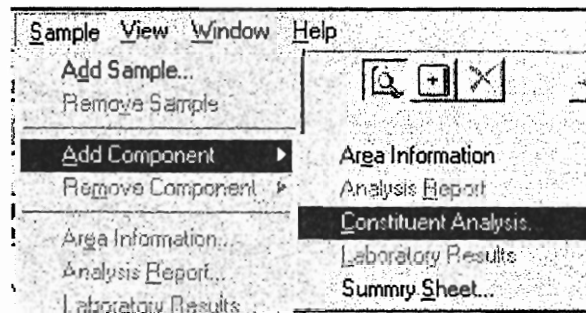 Sample View Window Help
Add Sample...
Remove Sample
Add Component
Remove Component
Area Information...
Analysis Report...
Laboratory Results
Area Information
Analysis Report
Constituent Analysis...
Laboratory Results
Summry Sheet...